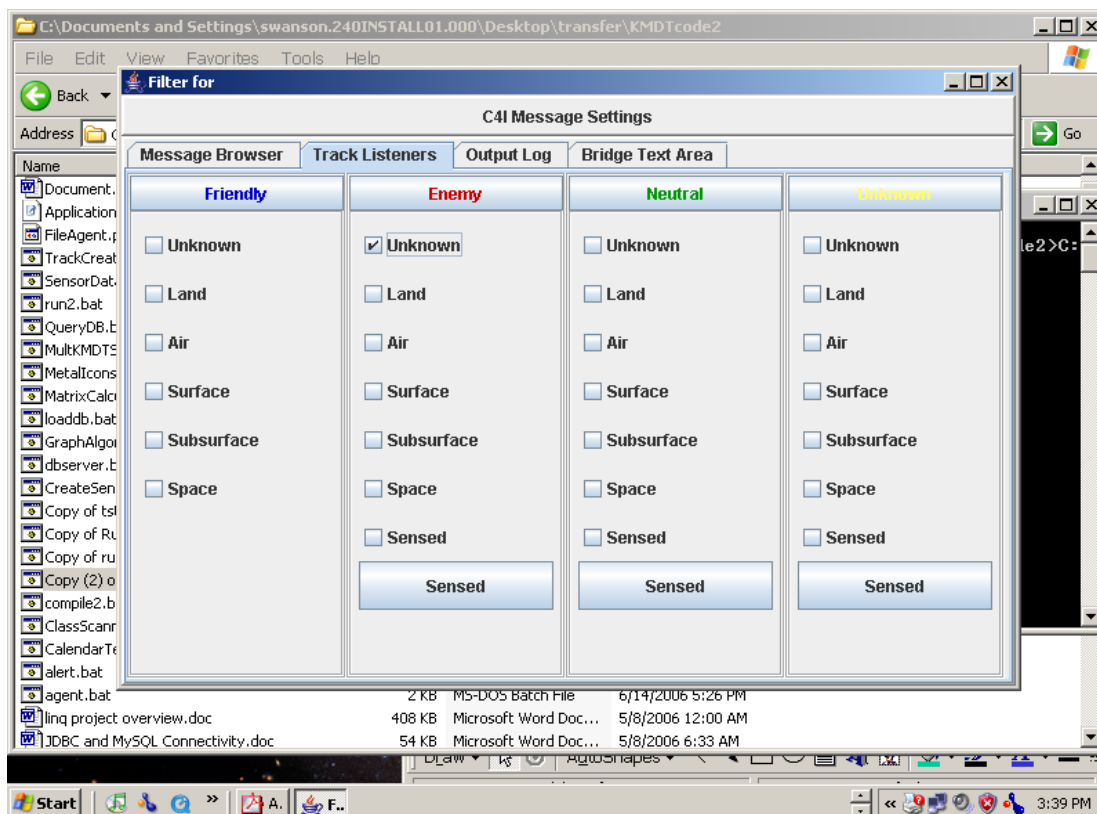 C:\Documents and Settings\swanson.240INSTALL01.000\Desktop\transfer\KMDTcode2
File Edit View Favorites Tools Help
Filter for
Back
C4I Message Settings
Address
Go
Message Browser Track Listeners Output Log Bridge Text Area
Name
Friendly Enemy Neutral Unknown
Document.
Application
FileAgent.p
TrackCreat
SensorData
run2.bat
QueryDB.b
MultKMDTS
MetalIcons
MatrixCalcu
loaddb.bat
GraphAlgor
dbserver.b
CreateSen
Copy of tsl
Copy of Ru
Copy of ru
Copy (2) o
compile2.b
ClassScann
CalendarTe
alert.bat
Unknown Unknown Unknown Unknown
le2>C:
Land Land Land Land
Air Air Air Air
Surface Surface Surface Surface
Subsurface Subsurface Subsurface Subsurface
Space Space Space Space
Sensed Sensed Sensed
Sensed Sensed Sensed
agent.bat 2 KB MS-DOS Batch File 6/14/2006 5:26 PM
linq project overview.doc 408 KB Microsoft Word Doc... 5/8/2006 12:00 AM
JDBC and MySQL Connectivity.doc 54 KB Microsoft Word Doc... 5/8/2006 6:33 AM
Draw AutoShapes
Start » A. F.. « 3:39 PM